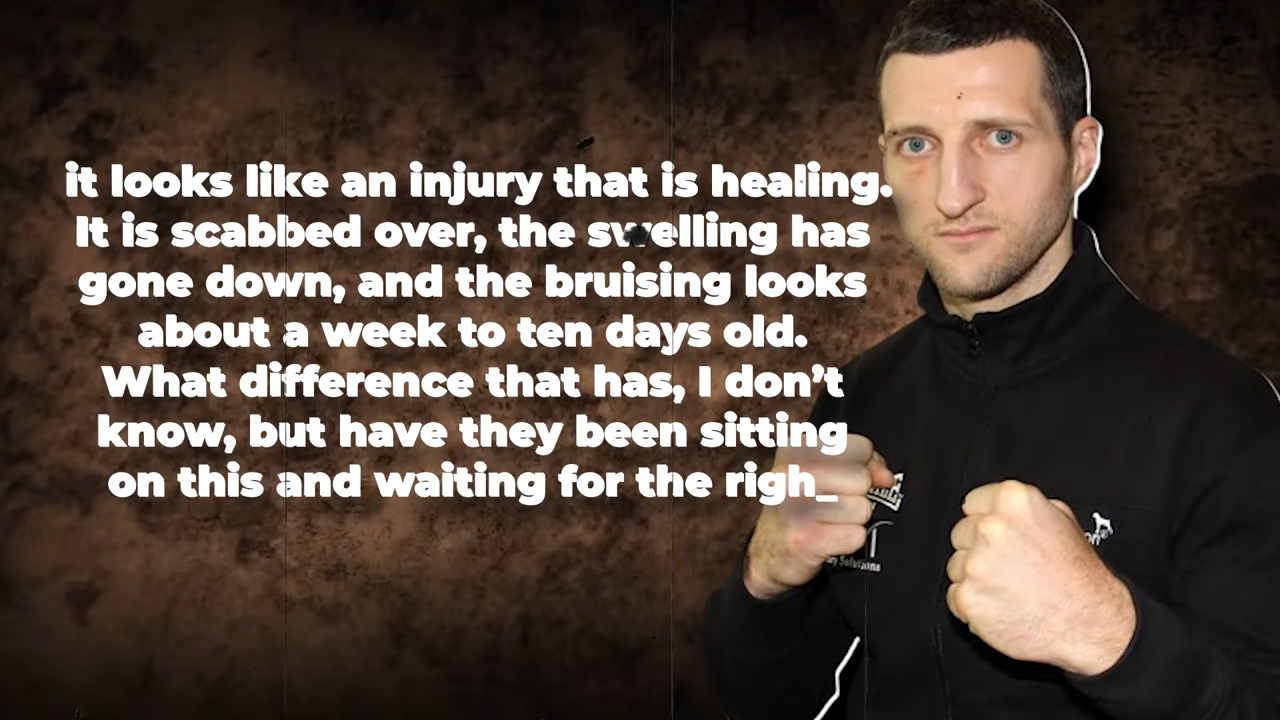 it looks like an injury that is healing.
It is scabbed over, the swelling has
gone down, and the bruising looks
about a week to ten days old.
What difference that has, I don’t
know, but have they been sitting
on this and waiting for the righ_